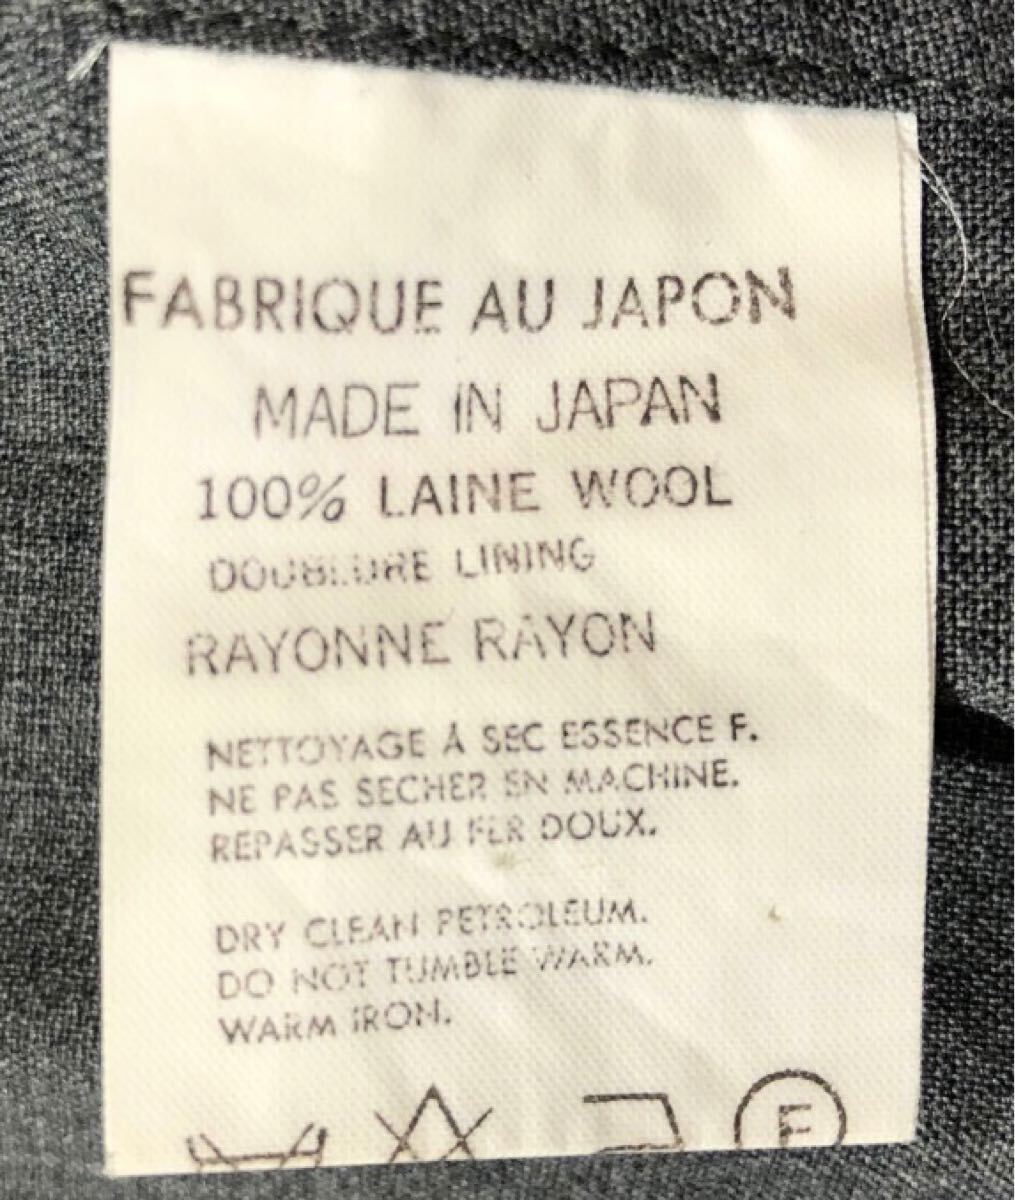 FABRIQUE AU JAPON
MADE IN JAPAN
100% LAINE WOOL
DOUBLURE LINING
RAYONNE RAYON
NETTOYAGE À SEC ESSENCE F.
NE PAS SECHER EN MACHINE.
REPASSER AU FER DOUX.
DRY CLEAN PETROLEUM.
DO NOT TUMBLE WARM.
WARM IRON.
F